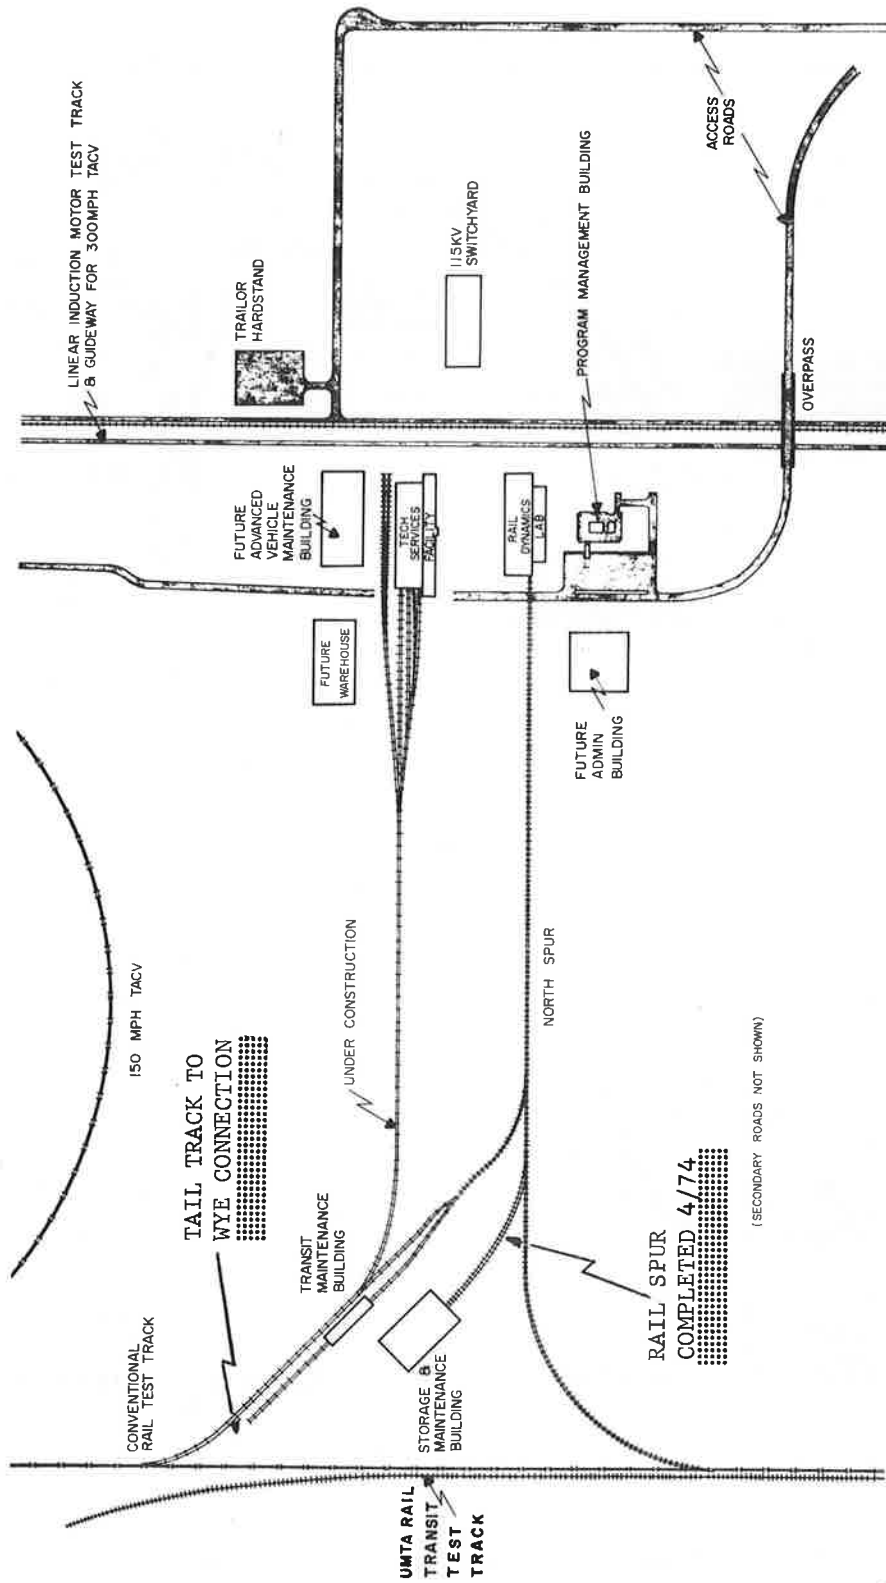 LINEAR INDUCTION MOTOR TEST TRACK
& GUIDEWAY FOR 300MPH TACV
TRAILOR
HARDSTAND
115KV
SWITCHYARD
PROGRAM MANAGEMENT BUILDING
ACCESS
ROADS
OVERPASS
FUTURE
ADVANCED
VEHICLE
MAINTENANCE
BUILDING
TECH
SERVICES
FACILITY
RAIL
DYNAMICS
LAB
FUTURE
WAREHOUSE
FUTURE
ADMIN
BUILDING
150 MPH TACV
UNDER CONSTRUCTION
NORTH SPUR
TAIL TRACK TO
WYE CONNECTION
TRANSIT
MAINTENANCE
BUILDING
RAIL SPUR
COMPLETED 4/74
(SECONDARY ROADS NOT SHOWN)
CONVENTIONAL
RAIL TEST TRACK
STORAGE &
MAINTENANCE
BUILDING
UMTA RAIL
TRANSIT
TEST
TRACK